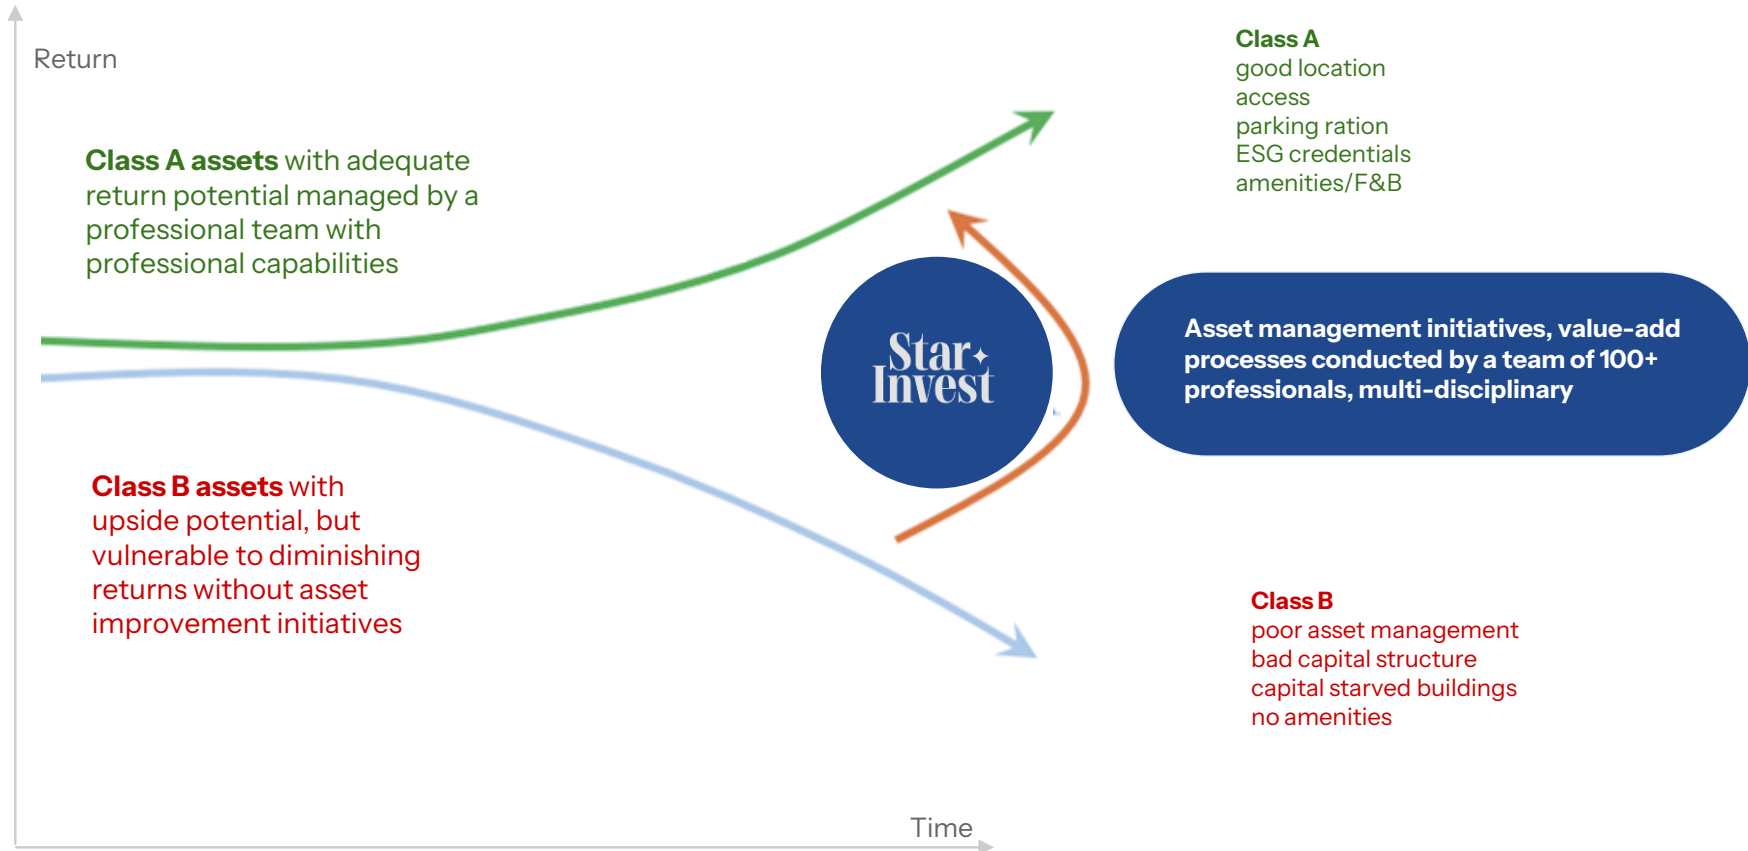 Return
Class A assets with adequate
return potential managed by a
professional team with
professional capabilities
Class A
good location
access
parking ration
ESG credentials
amenities/F&B
Star
Invest
Asset management initiatives, value-add
processes conducted by a team of 100+
professionals, multi-disciplinary
Class B assets with
upside potential, but
vulnerable to diminishing
returns without asset
improvement initiatives
Class B
poor asset management
bad capital structure
capital starved buildings
no amenities
Time